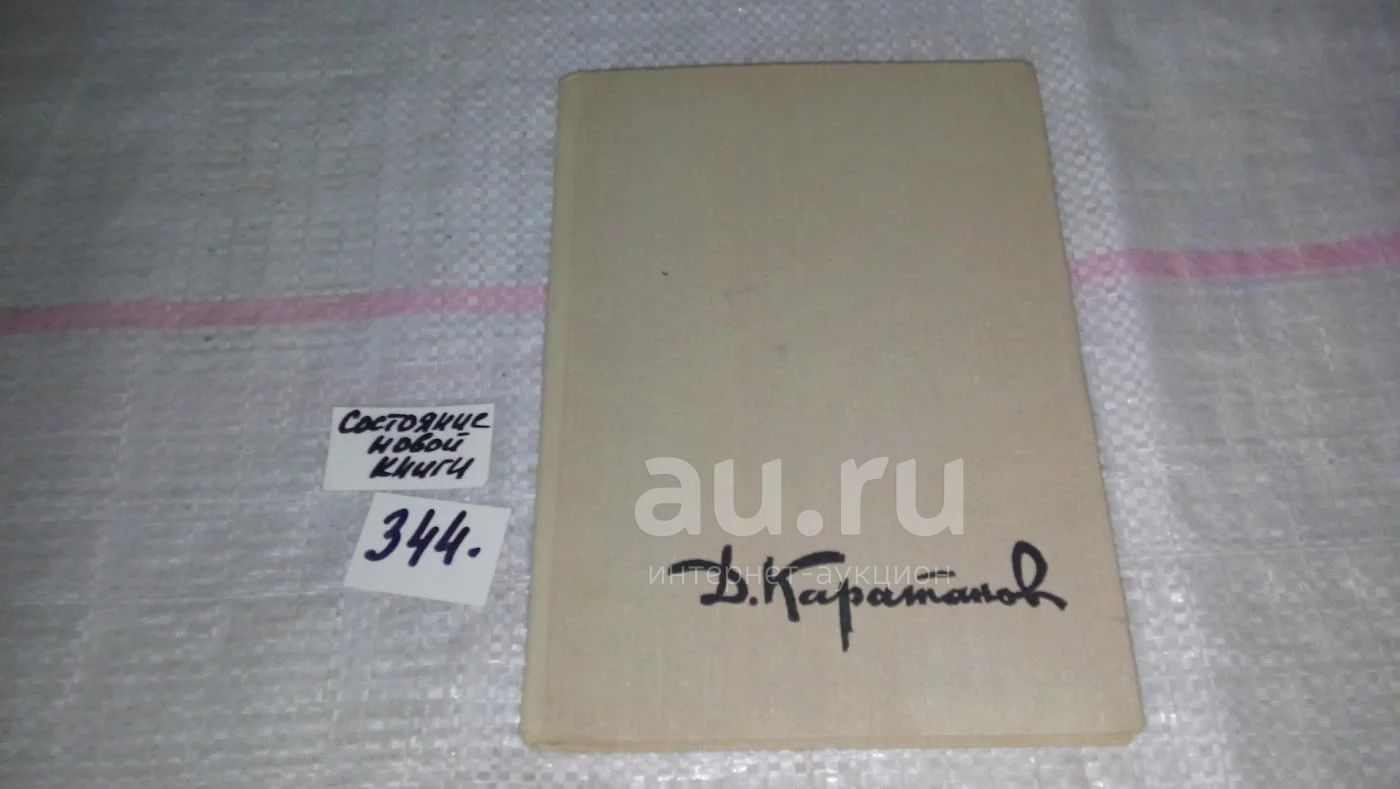 Состояние
новой
книги
344.
au.ru
интернет-аукцион
Д. Каратанов